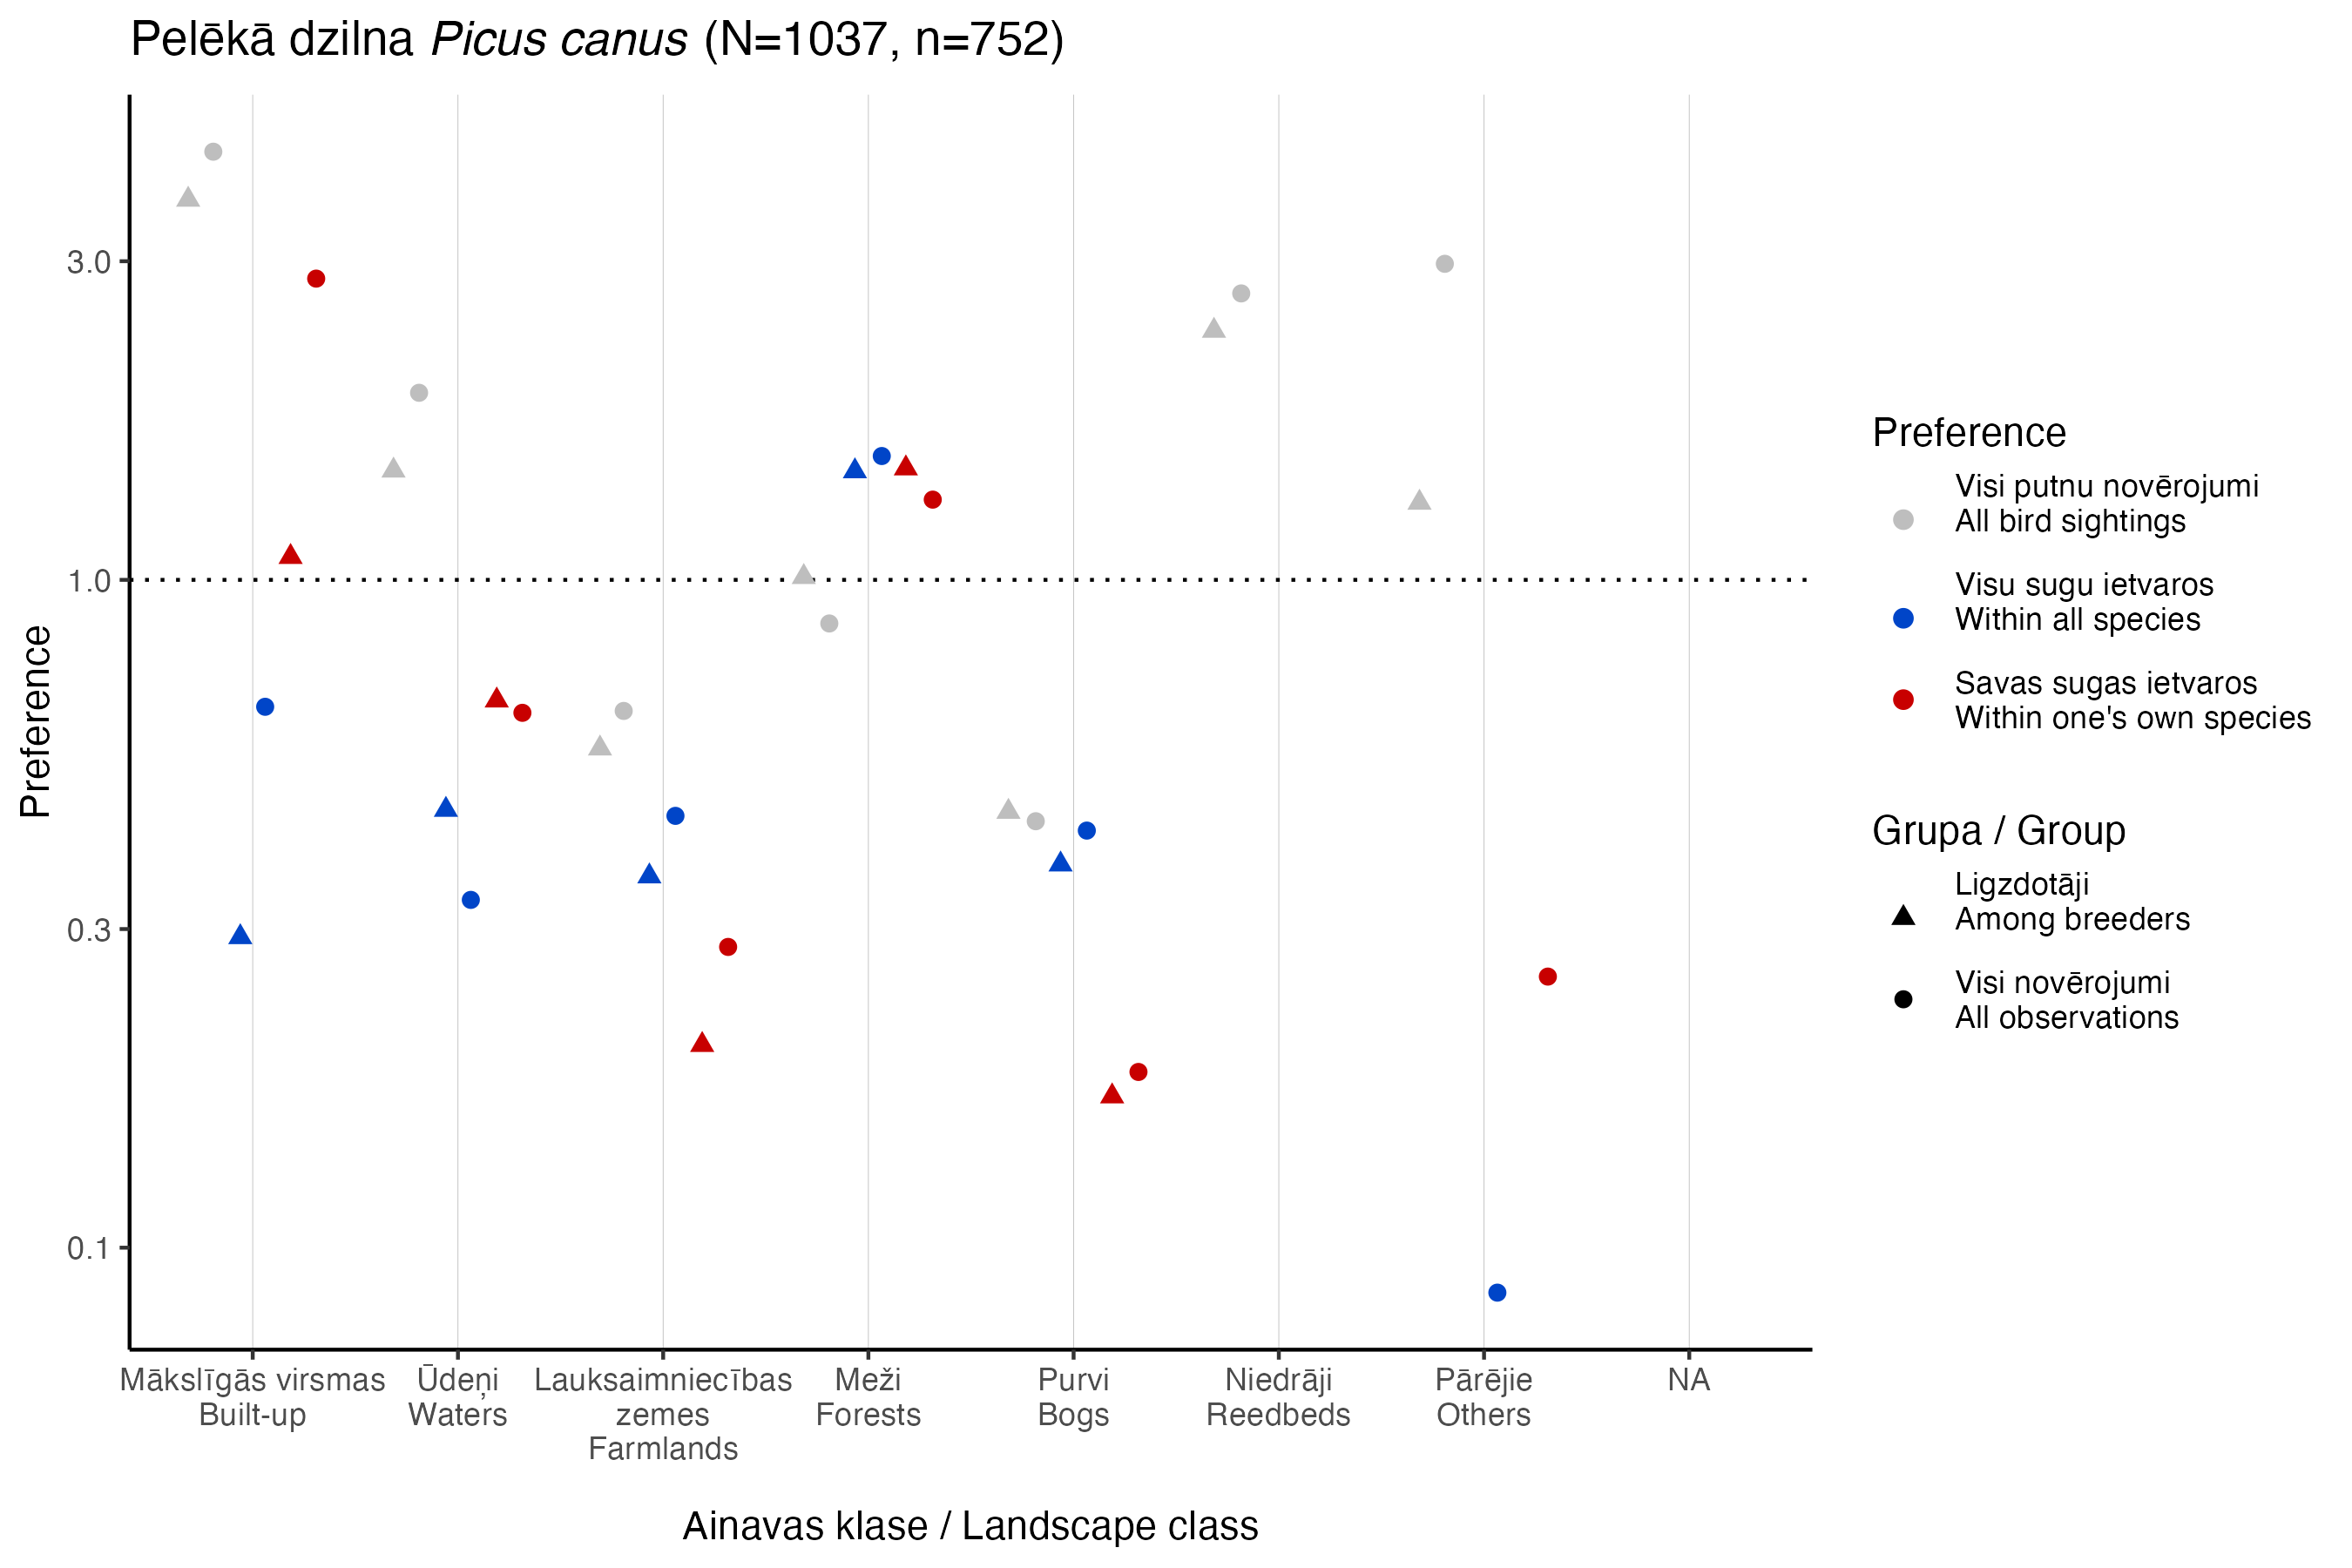 Pelēkā dzilna Picus canus (N=1037, n=752)
Preference
3.0
1.0
0.3
0.1
Mākslīgās virsmas
Built-up
Ūdeņi
Waters
Lauksaimniecības
zemes
Farmlands
Meži
Forests
Purvi
Bogs
Niedrāji
Reedbeds
Pārējie
Others
NA
Ainavas klase / Landscape class
Preference
Visi putnu novērojumi
All bird sightings
Visu sugu ietvaros
Within all species
Savas sugas ietvaros
Within one's own species
Grupa / Group
Ligzdotāji
Among breeders
Visi novērojumi
All observations